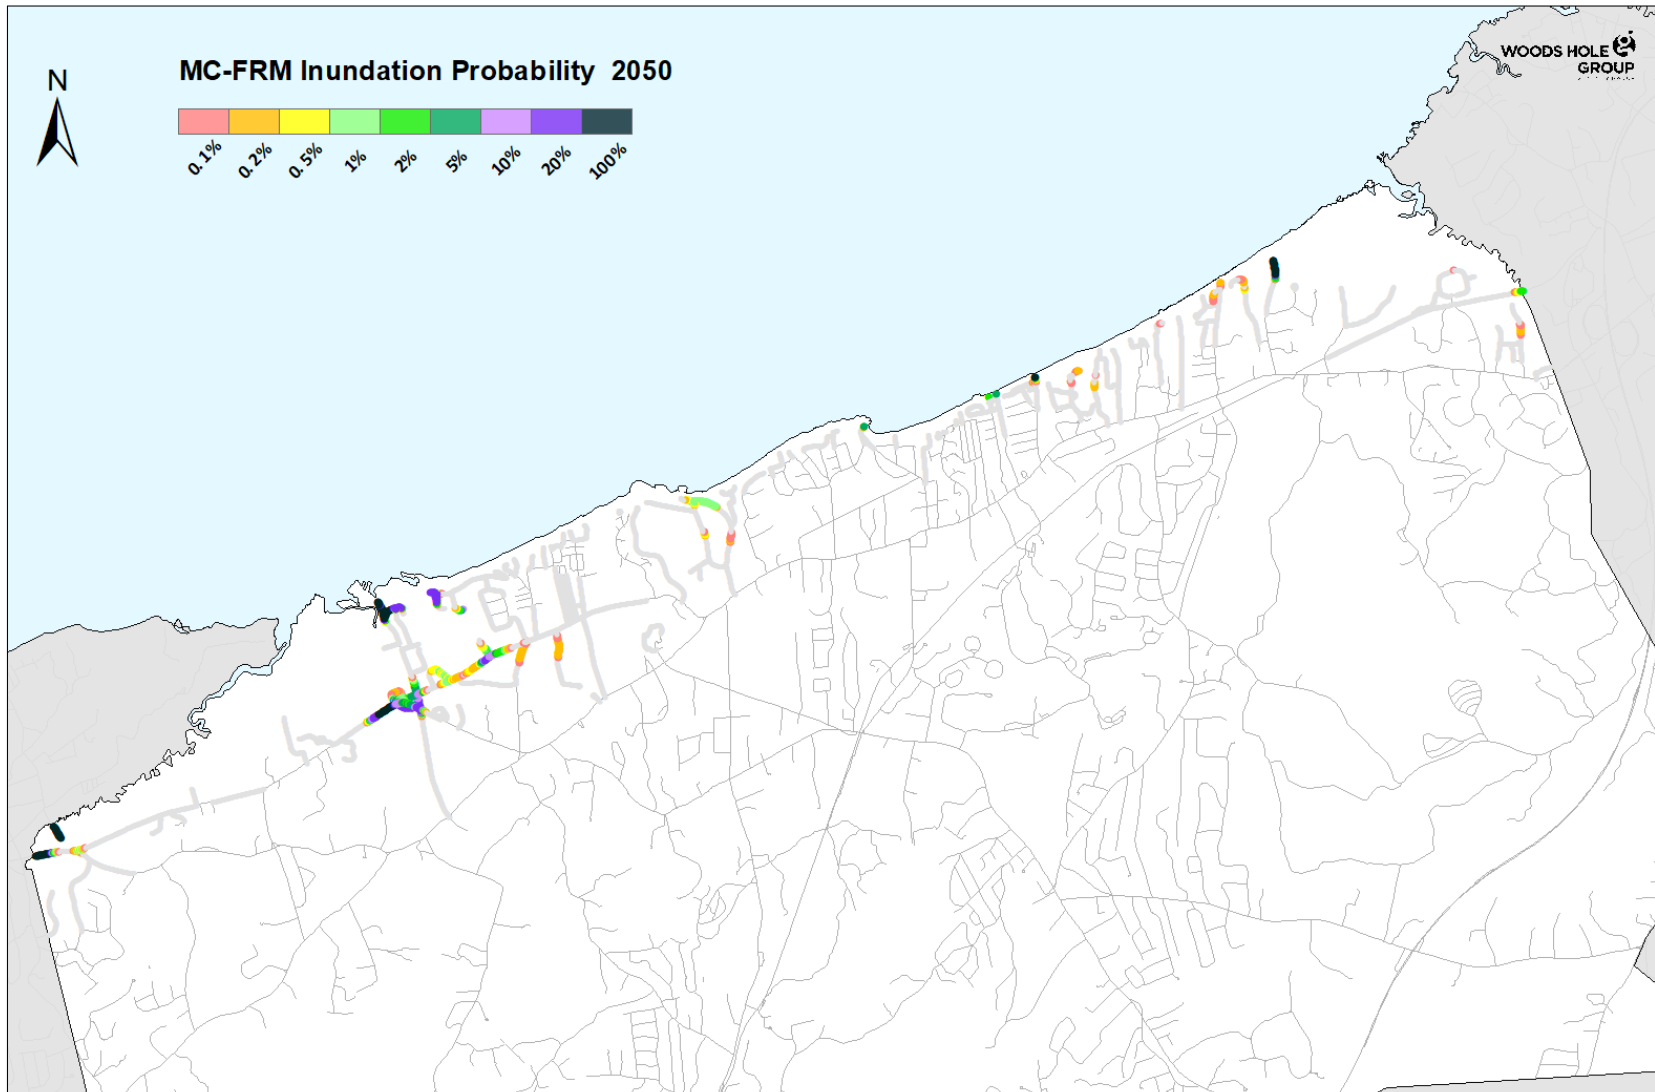 MC-FRM Inundation Probability 2050
N
0.1% 0.2% 0.5% 1% 2% 5% 10% 20% 100%
WOODS HOLE
GROUP